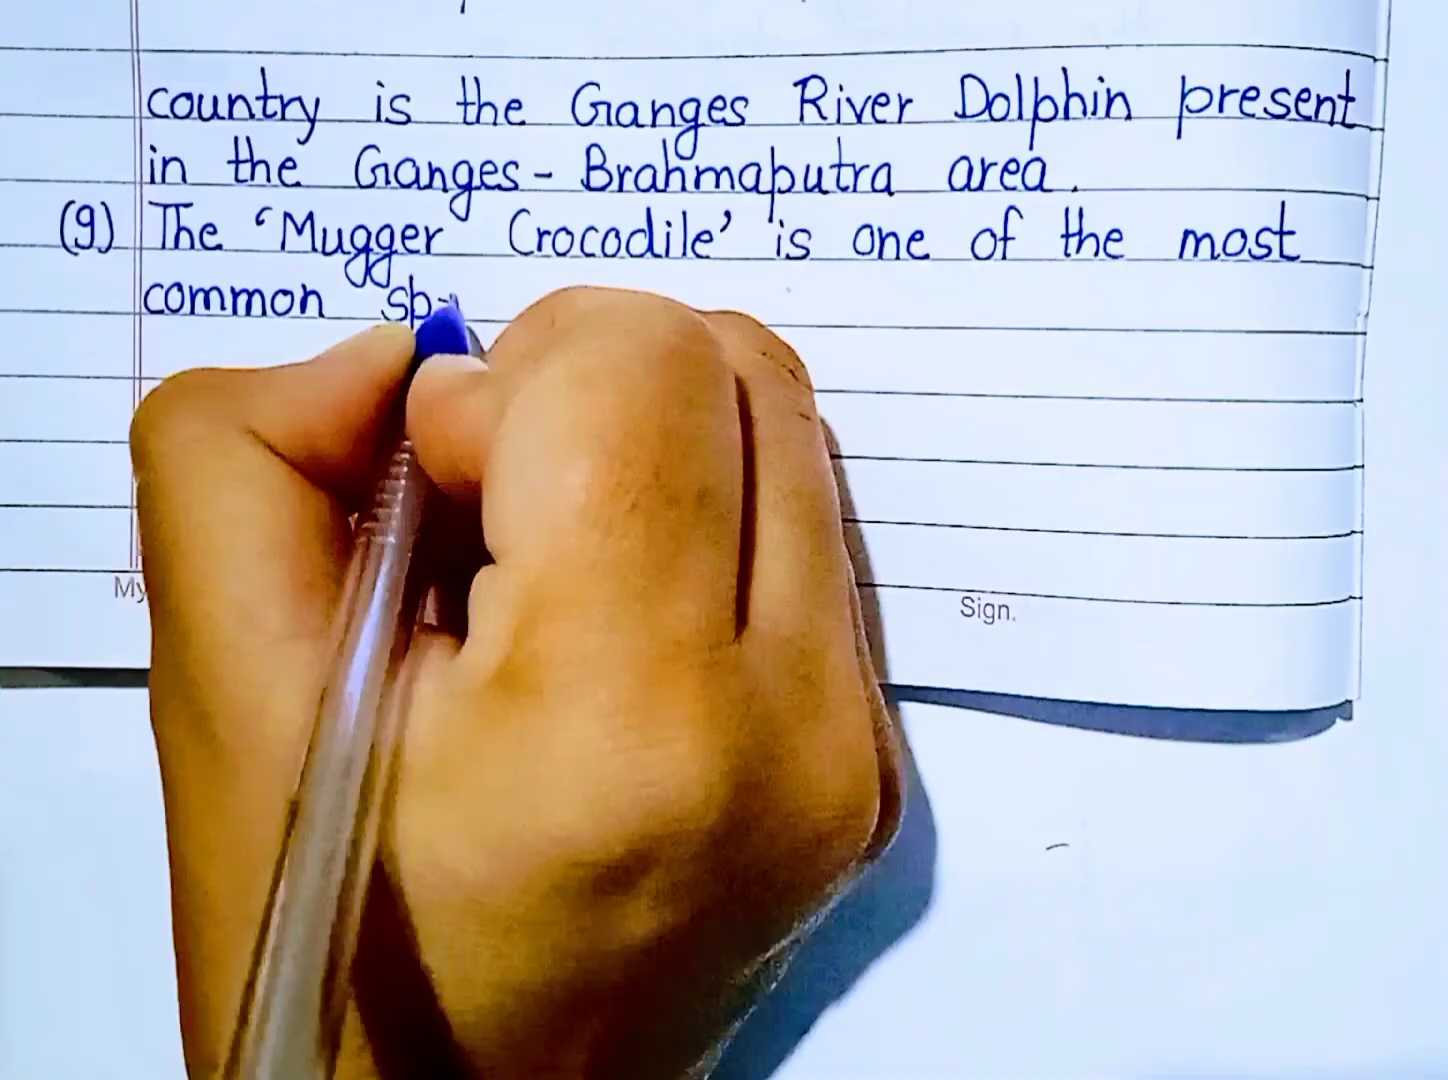 country is the Ganges River Dolphin present
in the Ganges - Brahmaputra area.
(9) The 'Mugger Crocodile' is one of the most
common
My
Sign.